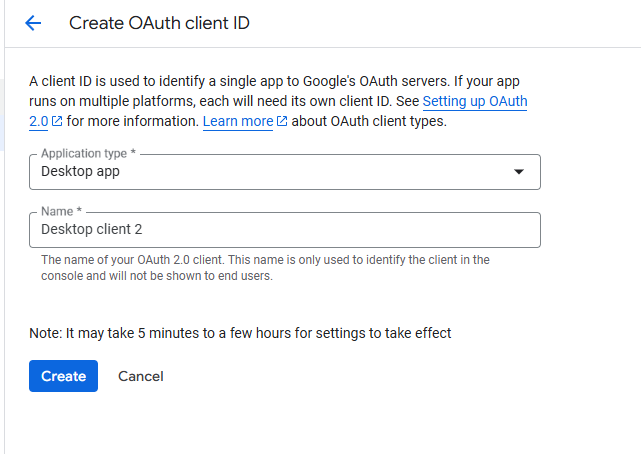 Create OAuth client ID
A client ID is used to identify a single app to Google's OAuth servers. If your app
runs on multiple platforms, each will need its own client ID. See Setting up OAuth
2.0 for more information. Learn more about OAuth client types.
Application type *
Desktop app
Name *
Desktop client 2
The name of your OAuth 2.0 client. This name is only used to identify the client in the
console and will not be shown to end users.
Note: It may take 5 minutes to a few hours for settings to take effect
Create Cancel